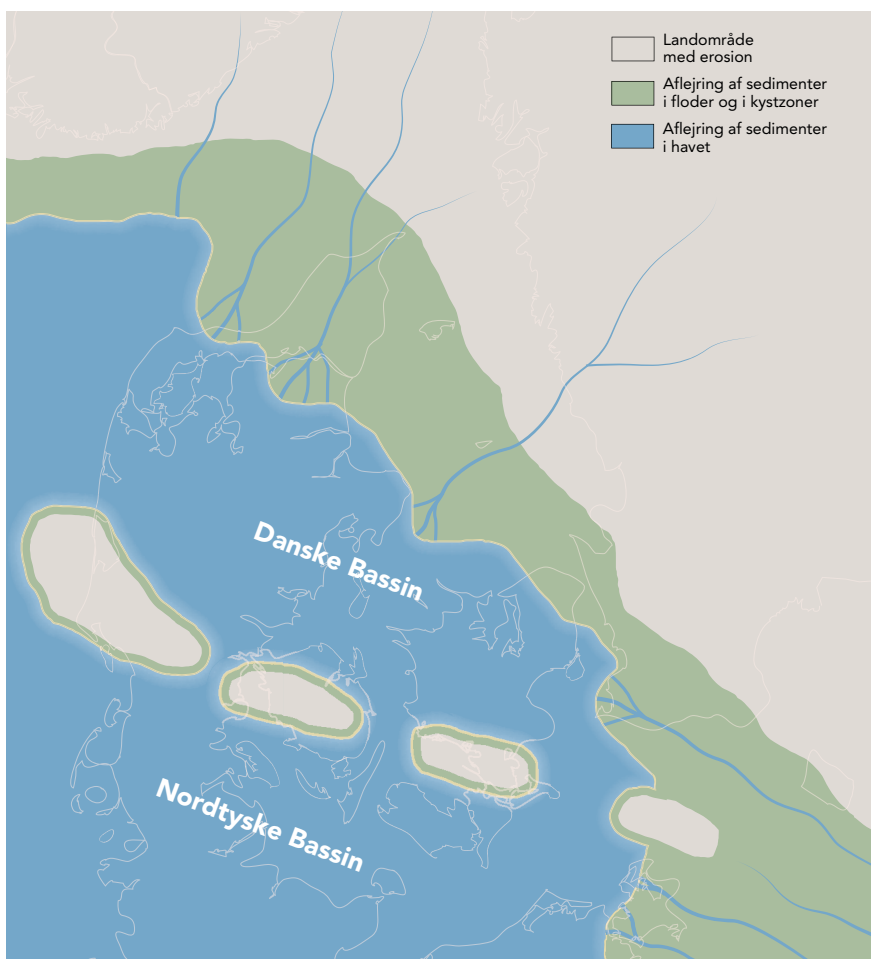 Landområde
med erosion
Aflejring af sedimenter
i floder og i kystzoner
Aflejring af sedimenter
i havet
Danske Bassin
Nordtyske Bassin